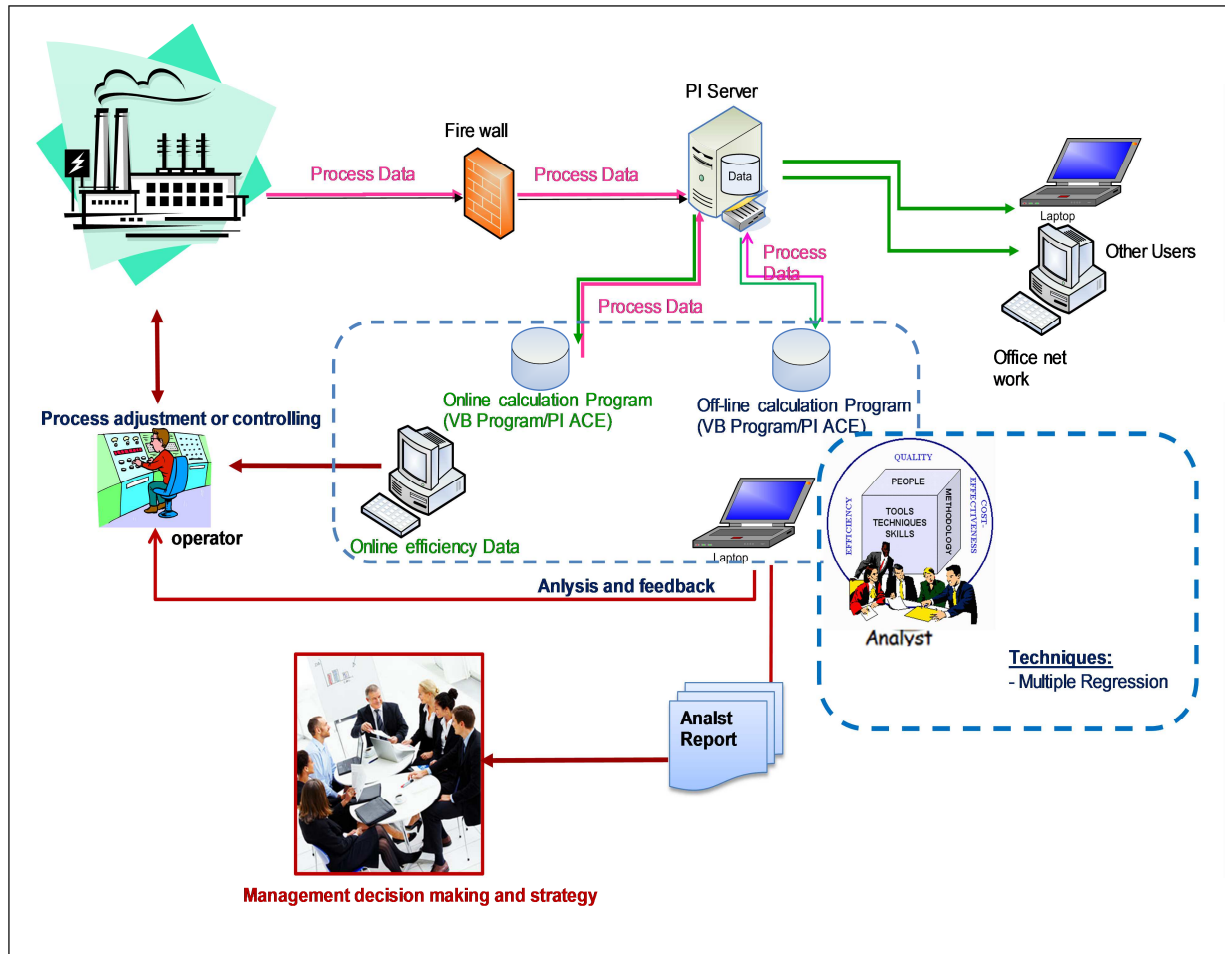 PI Server
Fire wall
Process Data
Process Data
Data
Laptop
Other Users
Process
Data
Process Data
Office net
work
Online calculation Program
(VB Program/PI ACE)
Off-line calculation Program
(VB Program/PI ACE)
Process adjustment or controlling
operator
Online efficiency Data
Laptop
QUALITY
EFFICIENCY
COST-
EFFECTIVENESS
PEOPLE
METHODOLOGY
TOOLS
TECHNIQUES
SKILLS
Analyst
Anlysis and feedback
Techniques:
- Multiple Regression
Analst
Report
Management decision making and strategy